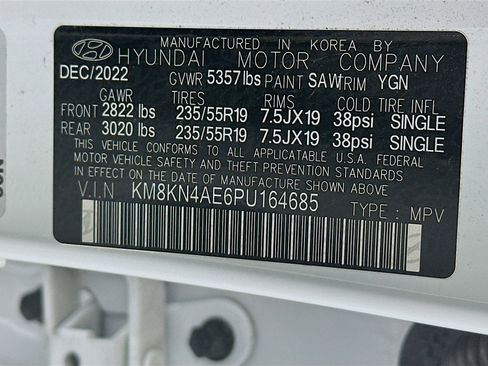 MANUFACTURED IN KOREA BY
HYUNDAI MOTOR COMPANY
DEC/2022 GVWR 5357 lbs PAINT SAW TRIM YGN
GAWR TIRES RIMS COLD TIRE INFL
FRONT 2822 lbs 235/55R19 7.5JX19 38psi SINGLE
REAR 3020 lbs 235/55R19 7.5JX19 38psi SINGLE
THIS VEHICLE CONFORMS TO ALL APPLICATABLE U.S.A. FEDERAL
MOTOR VEHICLE SAFETY AND THEFT PREVENTION STANDARDS
IN EFFECT ON THE DATE OF MANUFACTURE SHOWN ABOVE.
V.I.N KM8KN4AE6PU164685 TYPE : MPV